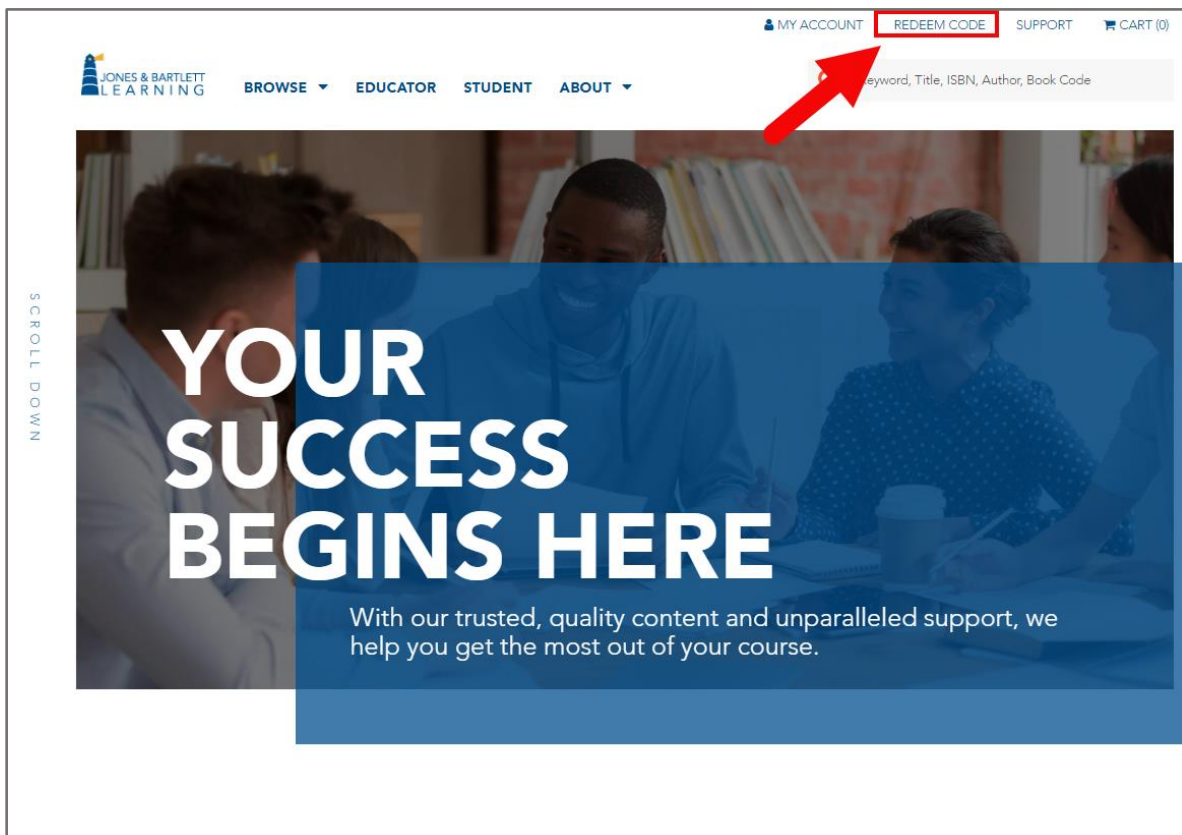 MY ACCOUNT REDEEM CODE SUPPORT CART (0)
JONES & BARTLETT
LEARNING
BROWSE EDUCATOR STUDENT ABOUT
Title, ISBN, Author, Book Code
SCROLL DOWN
YOUR
SUCCESS
BEGINS HERE
With our trusted, quality content and unparalleled support, we
help you get the most out of your course.